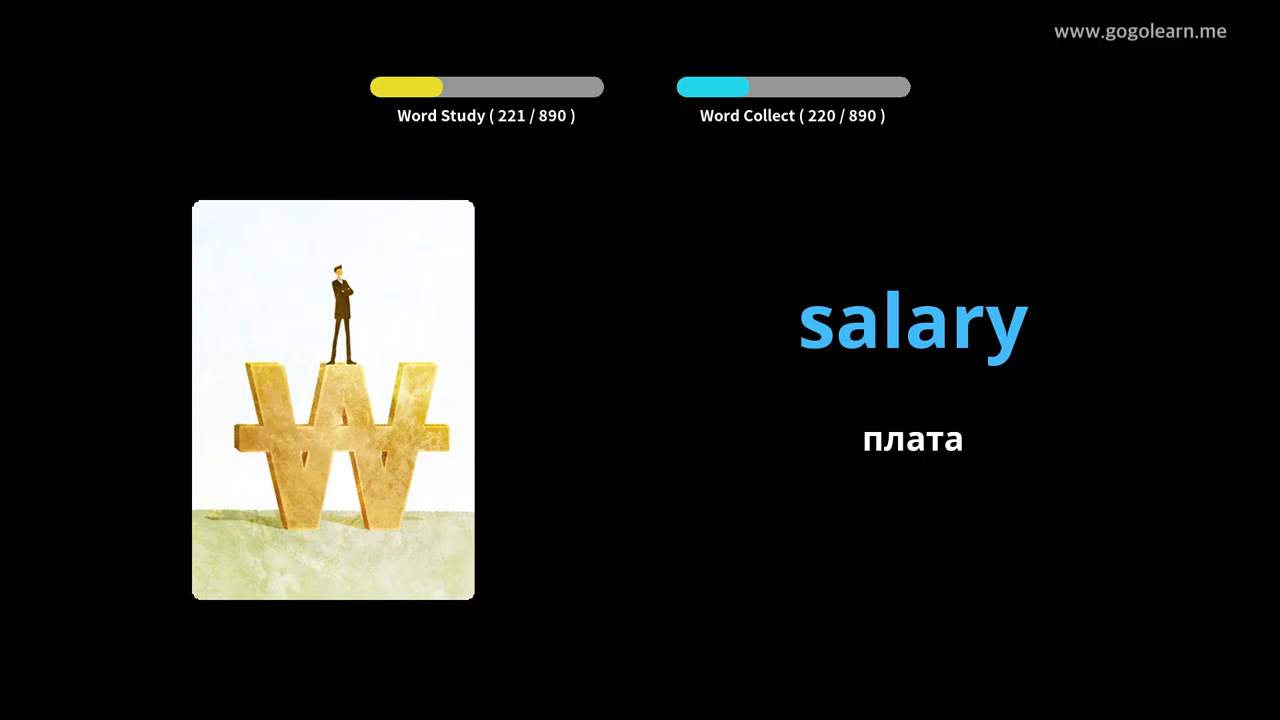 www.gogolearn.me
Word Study ( 221 / 890 )
Word Collect ( 220 / 890 )
₩
salary
плата